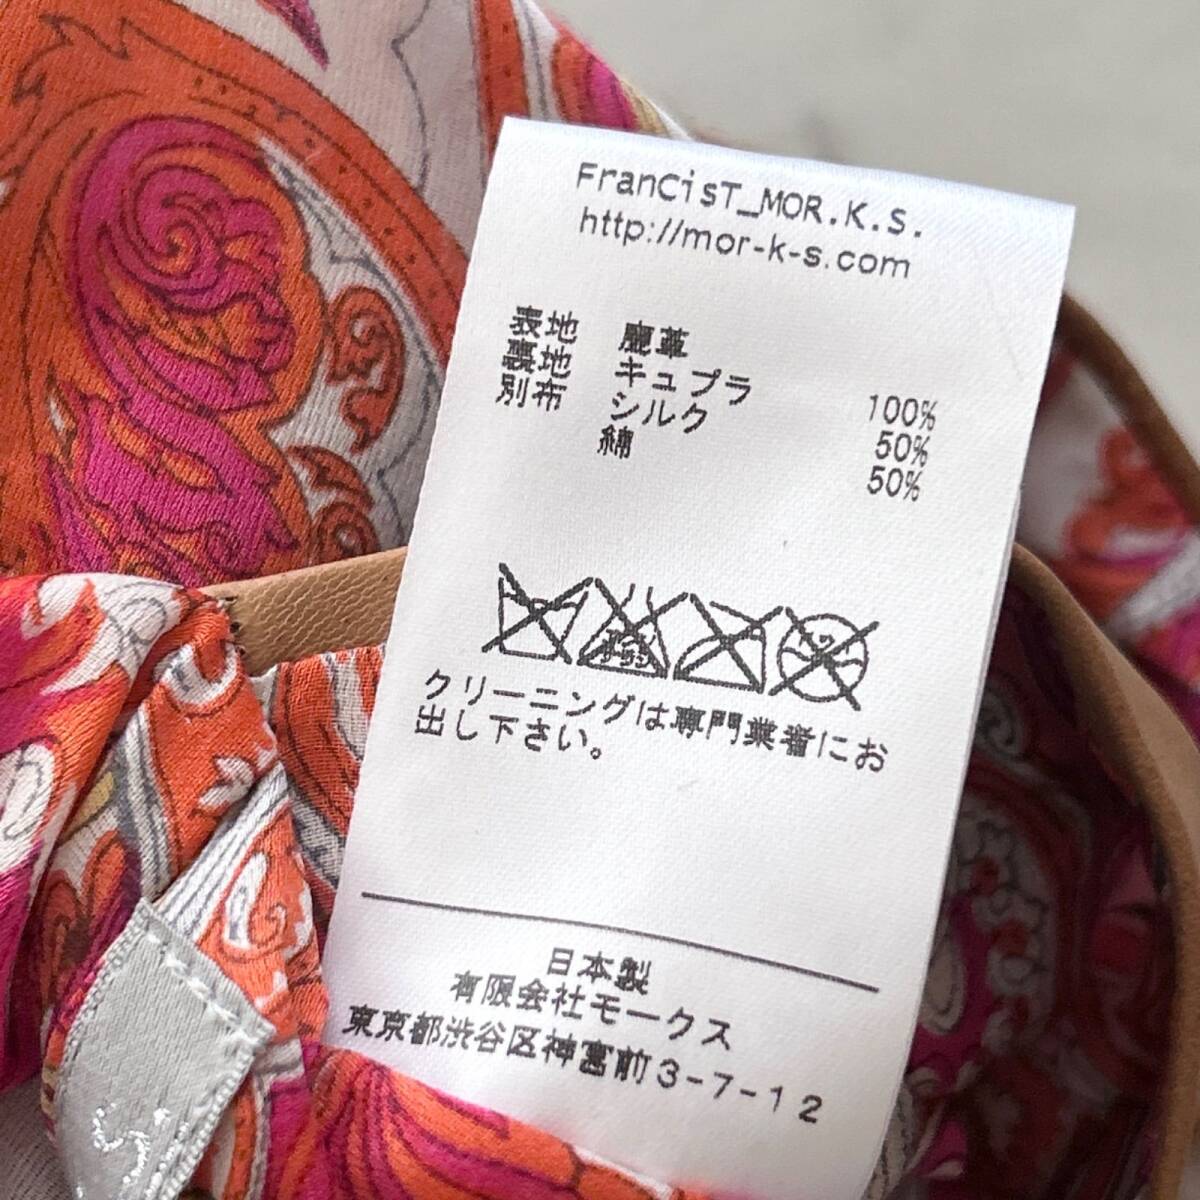 FranCisT_MOR.K.S.
http://mor-k-s.com
表地 鹿革
裏地 キュプラ 100%
別布 シルク 50%
綿 50%
クリーニングは専門業者にお
出し下さい。
日本製
有限会社モークス
東京都渋谷区神宮前3-7-12